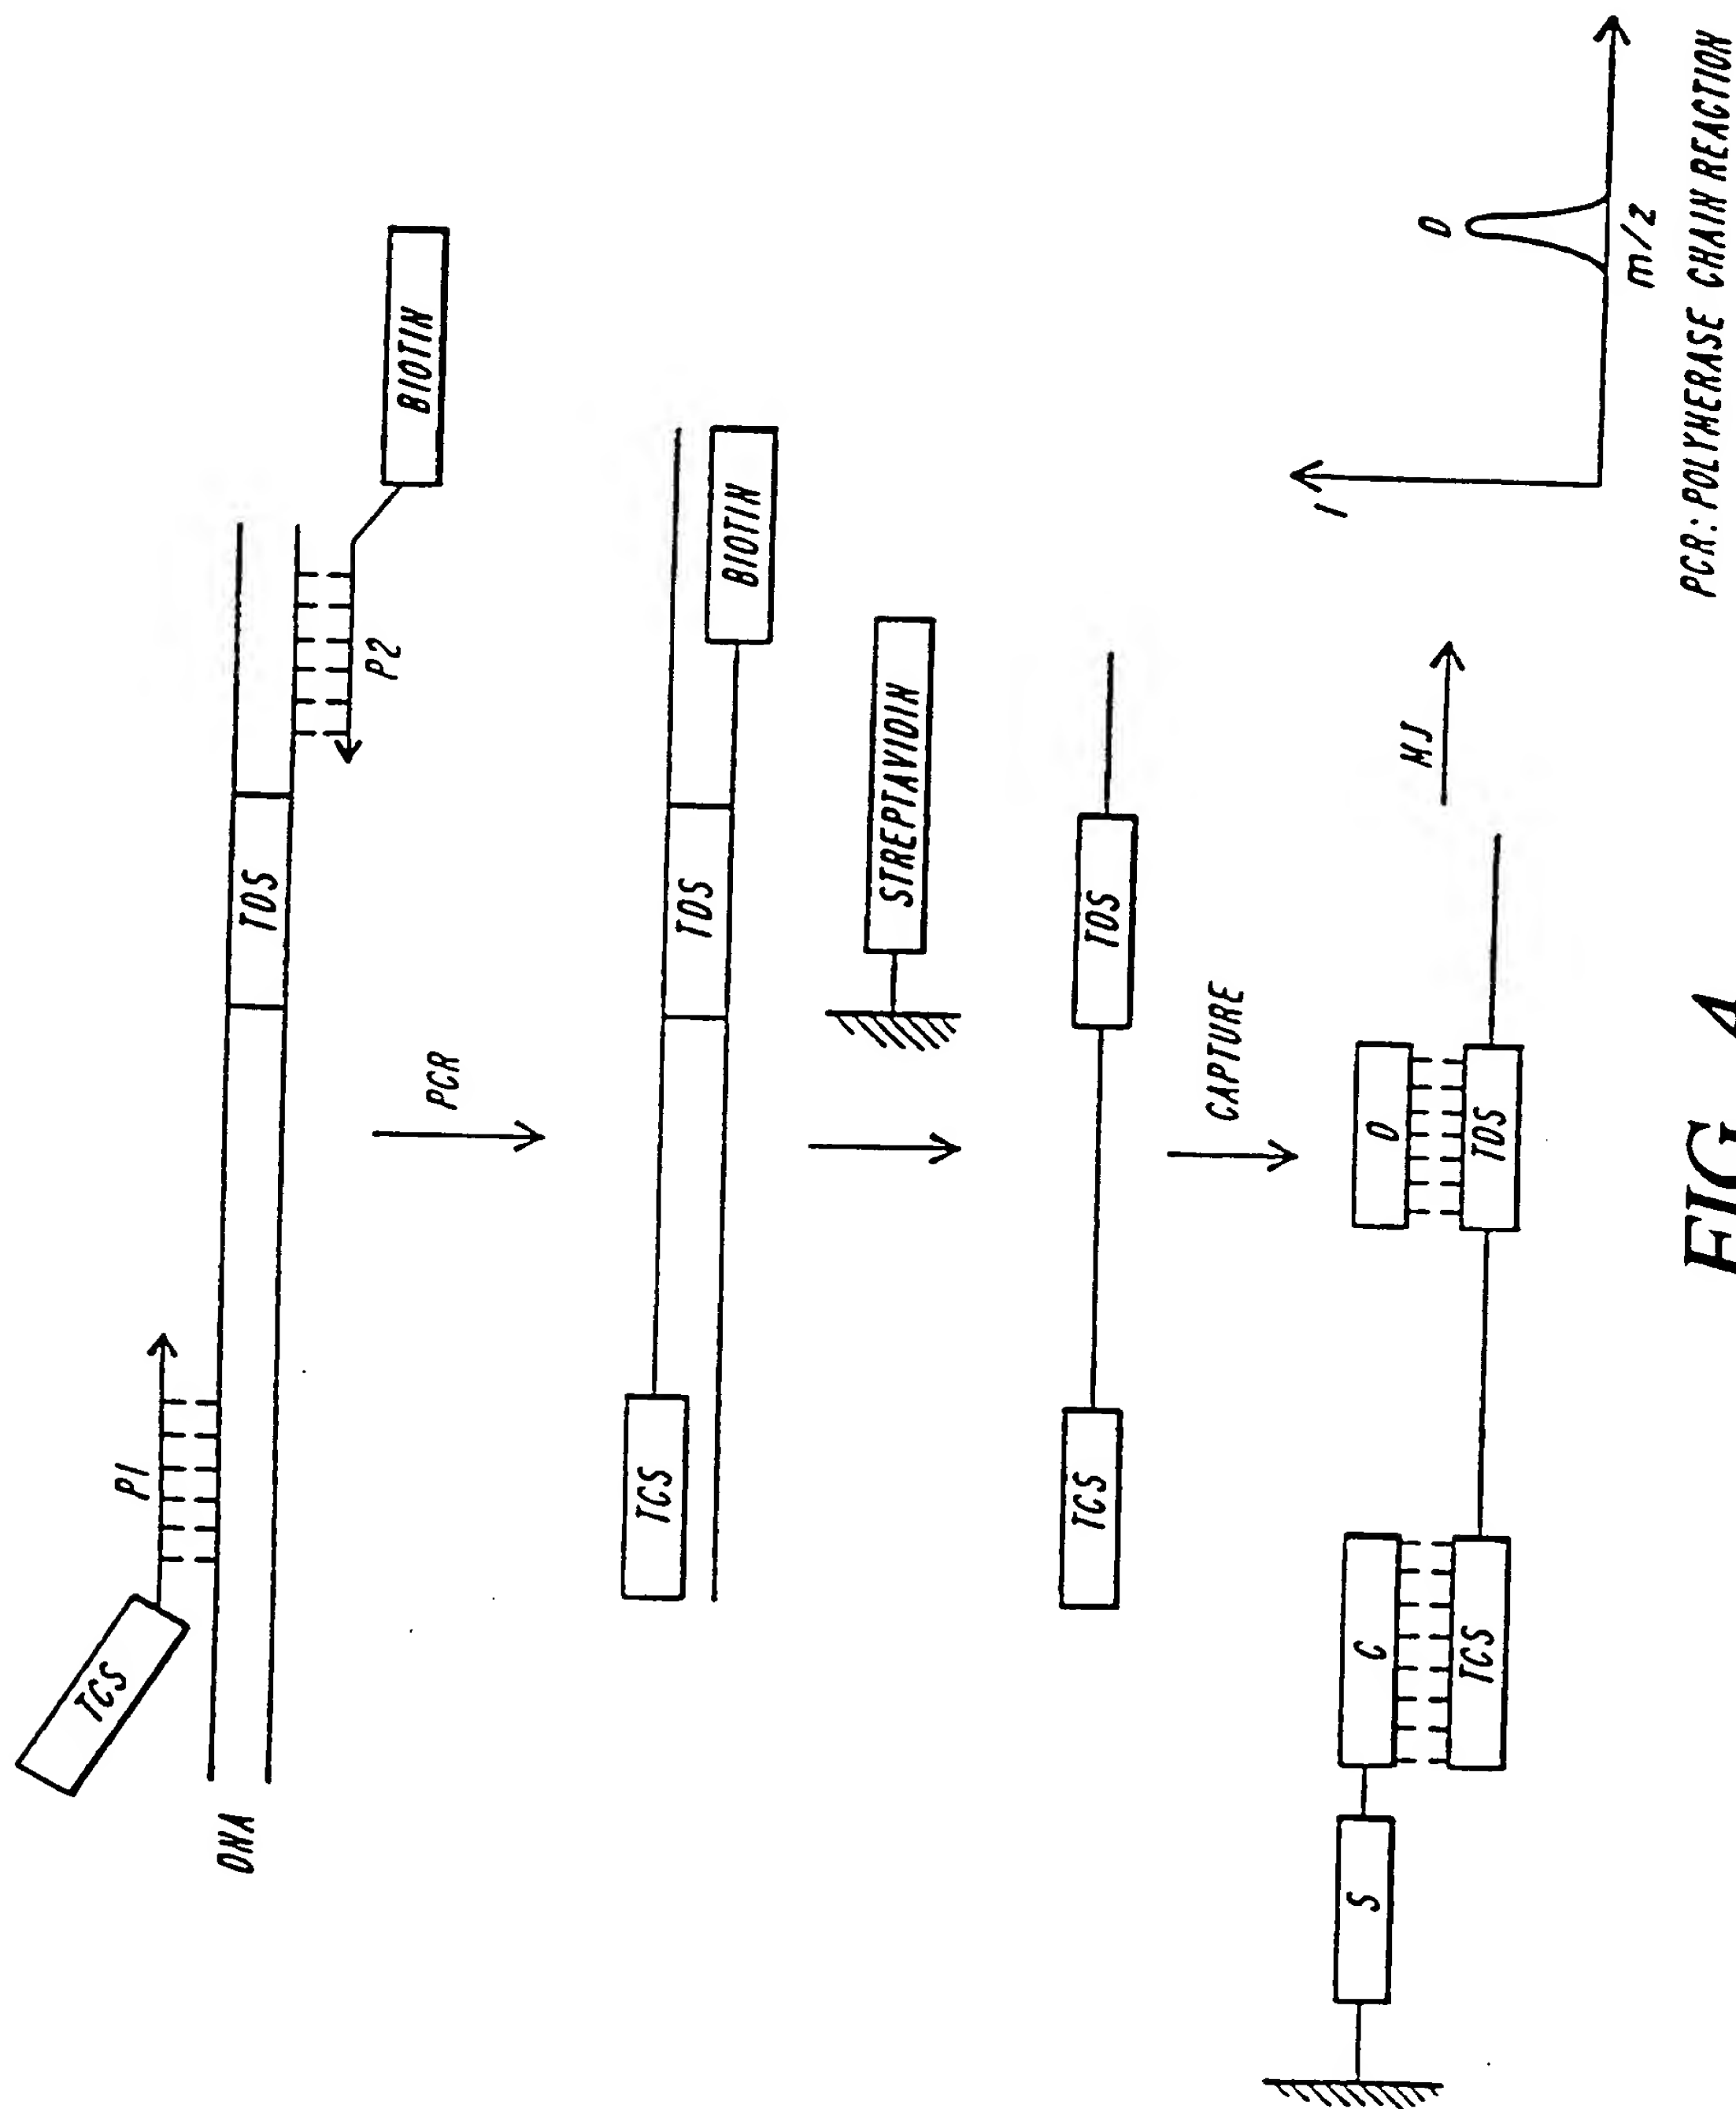 TCS
P1
DNA
TDS
P2
BIOTIN
PCR
TCS
TDS
BIOTIN
STREPTAVIDIN
TCS
TDS
CAPTURE
S
C
TCS
D
TDS
MJ
I
D
m/z
PCR: POLYMERASE CHAIN REACTION